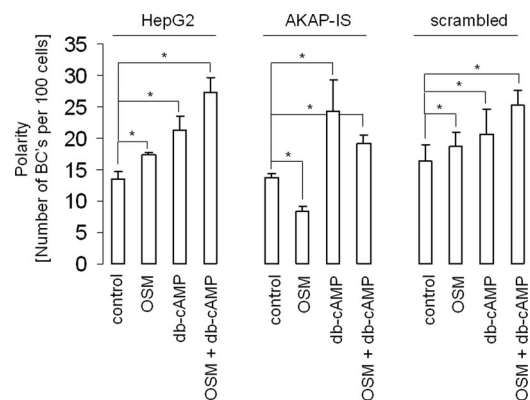 HepG2
AKAP-IS
scrambled
Polarity
[Number of BC's per 100 cells]
35
30
25
20
15
10
5
0
*
*
*
*
*
*
*
*
*
control
OSM
db-cAMP
OSM + db-cAMP
control
OSM
db-cAMP
OSM + db-cAMP
control
OSM
db-cAMP
OSM + db-cAMP